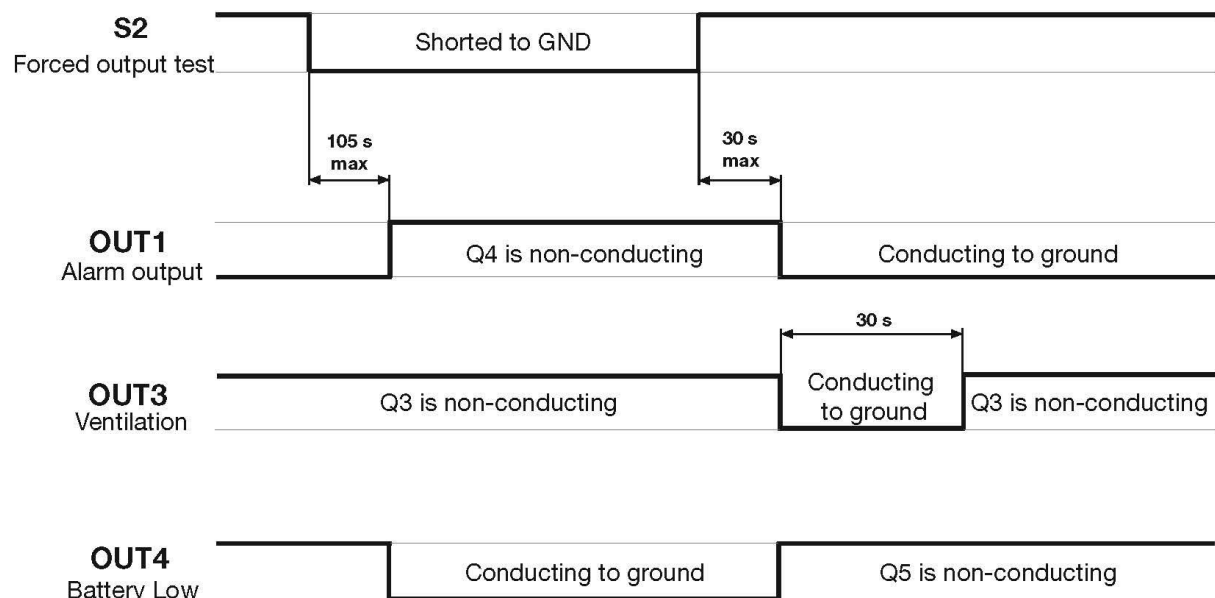 S2
Forced output test
Shorted to GND
105 s
max
30 s
max
OUT1
Alarm output
Q4 is non-conducting
Conducting to ground
30 s
OUT3
Ventilation
Q3 is non-conducting
Conducting
to ground
Q3 is non-conducting
OUT4
Battery Low
Conducting to ground
Q5 is non-conducting